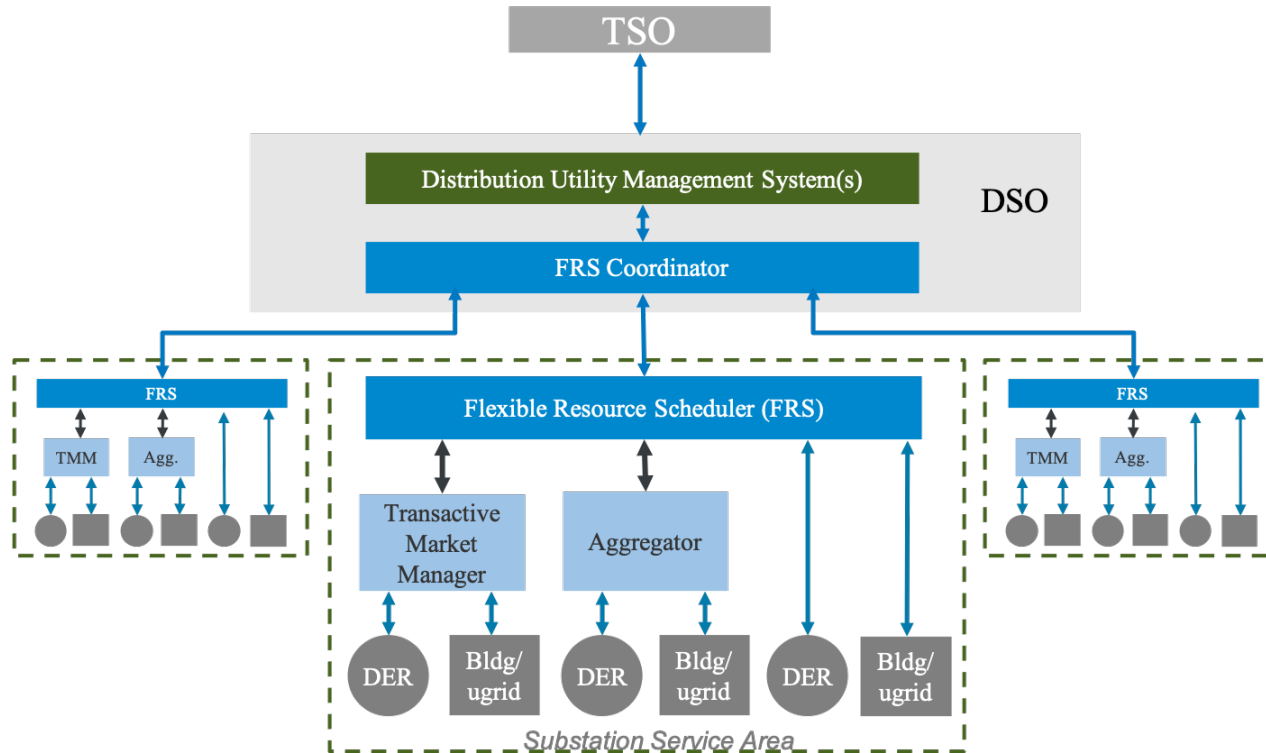 TSO
Distribution Utility Management System(s)
DSO
FRS Coordinator
FRS
TMM
Agg.
Flexible Resource Scheduler (FRS)
Transactive
Market
Manager
Aggregator
DER
Bldg/
ugrid
DER
Bldg/
ugrid
DER
Bldg/
ugrid
Substation Service Area
FRS
TMM
Agg.